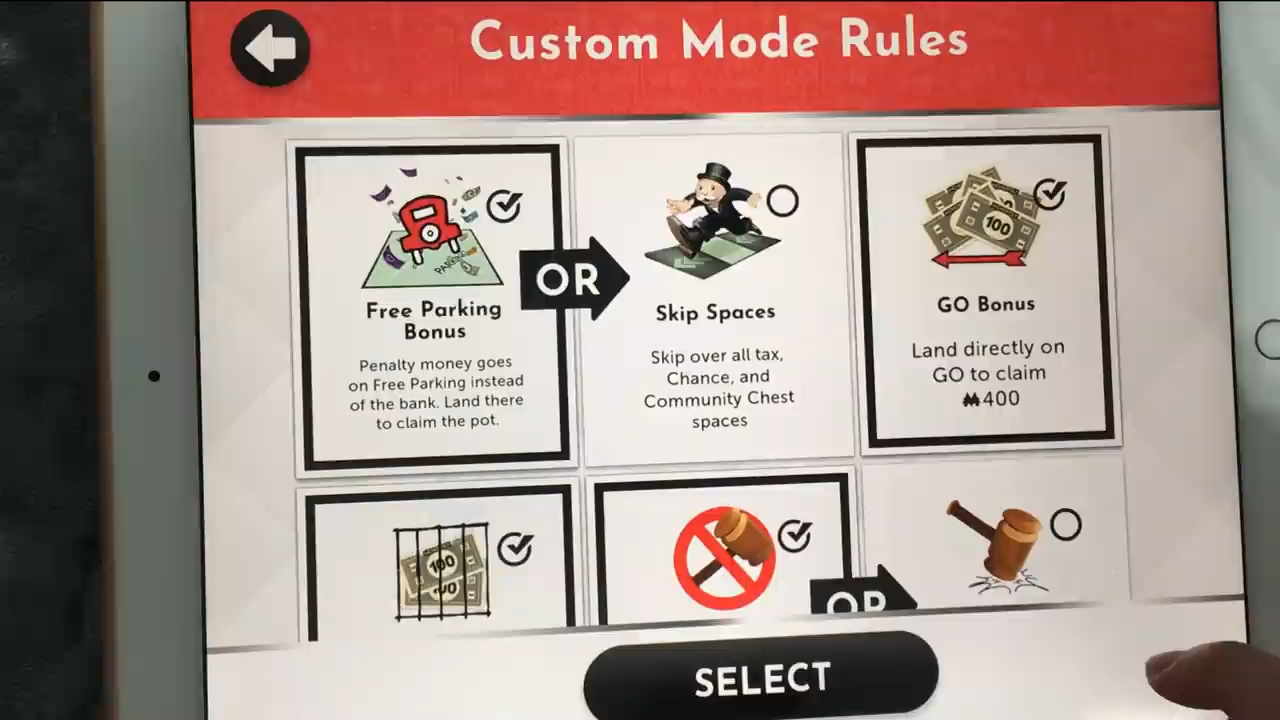 Custom Mode Rules
Free Parking
Bonus
Penalty money goes
on Free Parking instead
of the bank. Land there
to claim the pot.
OR
Skip Spaces
Skip over all tax,
Chance, and
Community Chest
spaces
100
GO Bonus
Land directly on
GO to claim
₩400
100
OR
SELECT